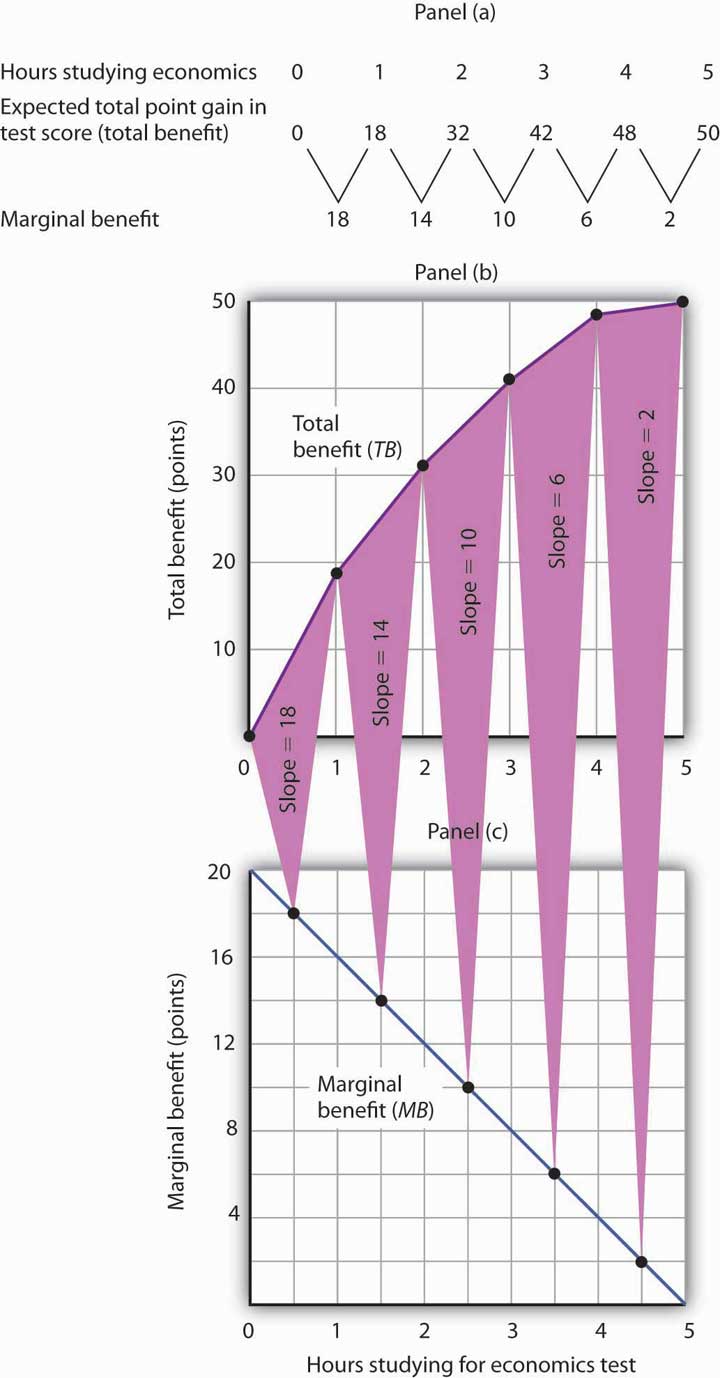 Panel (a)
Hours studying economics 0 1 2 3 4 5
Expected total point gain in
test score (total benefit) 0 18 32 42 48 50
Marginal benefit 18 14 10 6 2
Panel (b)
50
40
30
20
10
Total benefit (points)
Total
benefit (TB)
Slope = 18
Slope = 14
Slope = 10
Slope = 6
Slope = 2
0 1 2 3 4 5
Panel (c)
20
16
12
8
4
Marginal benefit (points)
Marginal
benefit (MB)
0 1 2 3 4 5
Hours studying for economics test